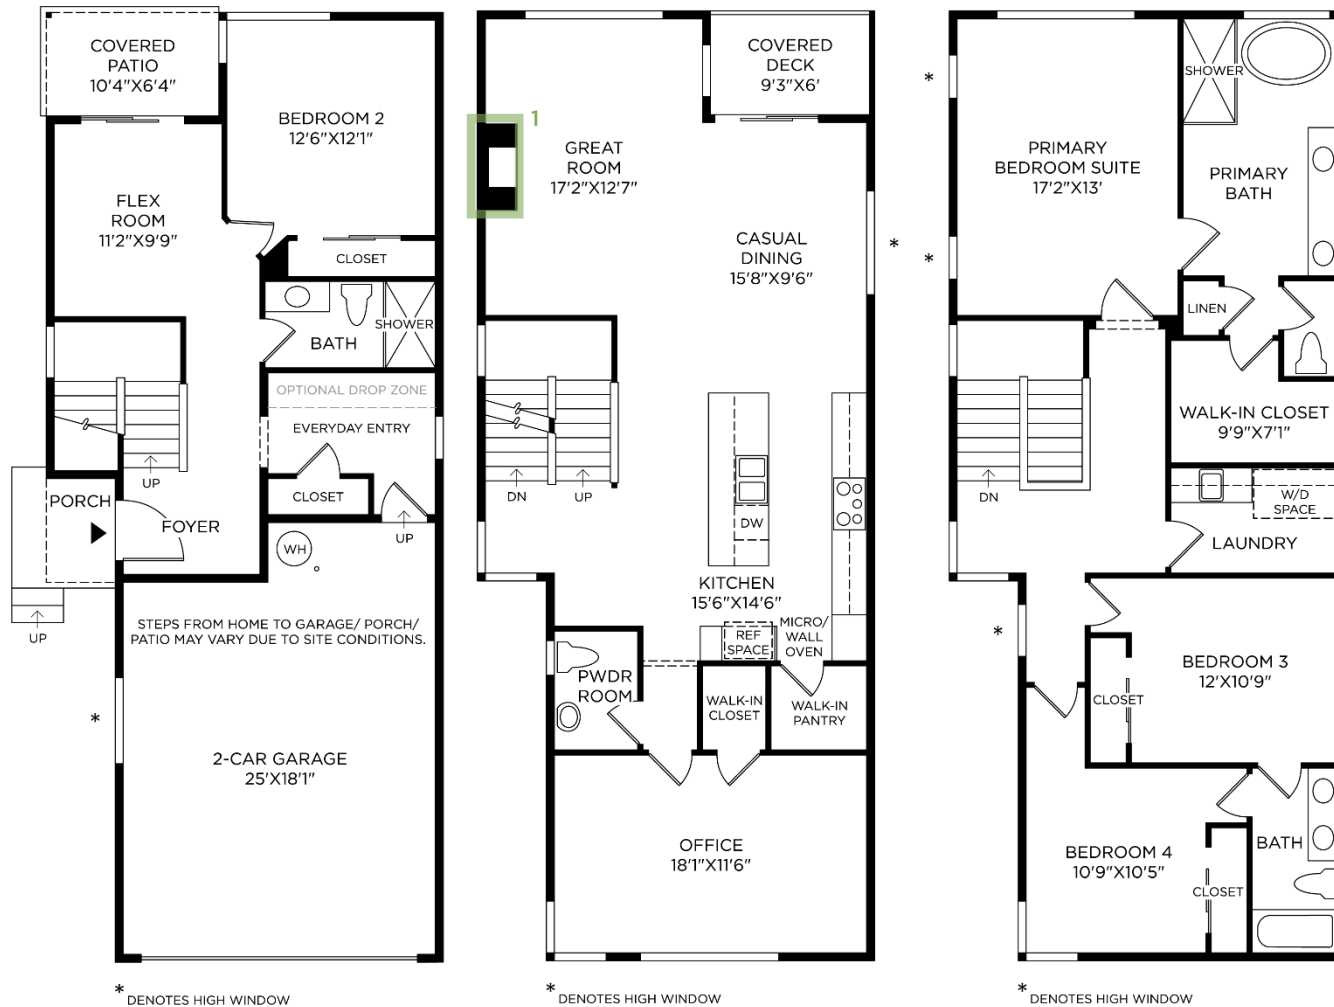 COVERED
PATIO
10'4"X6'4"
BEDROOM 2
12'6"X12'1"
FLEX
ROOM
11'2"X9'9"
CLOSET
SHOWER
BATH
OPTIONAL DROP ZONE
EVERYDAY ENTRY
UP
CLOSET
PORCH
FOYER
UP
WH
UP
STEPS FROM HOME TO GARAGE/ PORCH/
PATIO MAY VARY DUE TO SITE CONDITIONS.
*
2-CAR GARAGE
25'X18'1"
* DENOTES HIGH WINDOW
COVERED
DECK
9'3"X6'
1
GREAT
ROOM
17'2"X12'7"
CASUAL
DINING
15'8"X9'6"
*
DN
UP
DW
KITCHEN
15'6"X14'6"
MICRO/
WALL
OVEN
REF
SPACE
PWDR
ROOM
WALK-IN
CLOSET
WALK-IN
PANTRY
OFFICE
18'1"X11'6"
* DENOTES HIGH WINDOW
SHOWER
*
PRIMARY
BEDROOM SUITE
17'2"X13'
PRIMARY
BATH
*
LINEN
WALK-IN CLOSET
9'9"X7'1"
DN
W/D
SPACE
LAUNDRY
*
BEDROOM 3
12'X10'9"
CLOSET
BEDROOM 4
10'9"X10'5"
BATH
CLOSET
* DENOTES HIGH WINDOW